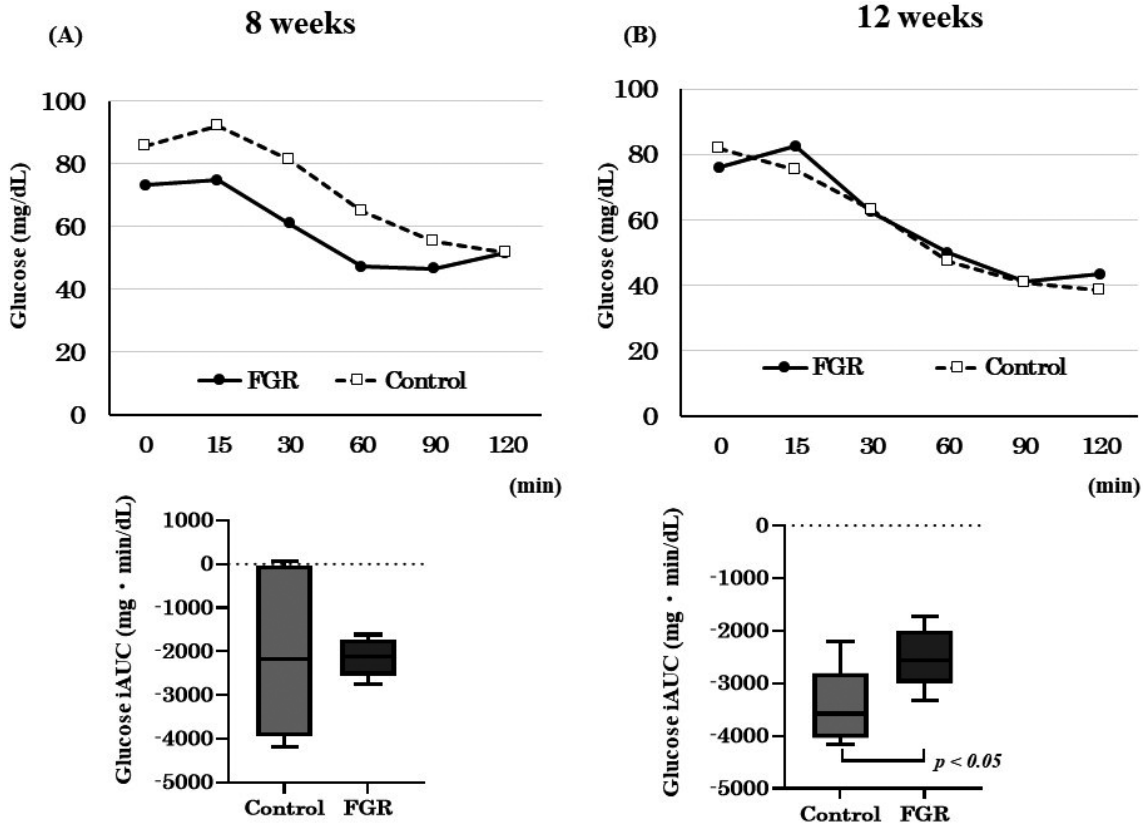 8 weeks
(A)
Glucose (mg/dL)
100
80
60
40
20
0
FGR
Control
0 15 30 60 90 120
(min)
Glucose iAUC (mg・min/dL)
1000
0
-1000
-2000
-3000
-4000
-5000
Control FGR
12 weeks
(B)
Glucose (mg/dL)
100
80
60
40
20
0
FGR
Control
0 15 30 60 90 120
(min)
Glucose iAUC (mg・min/dL)
0
-1000
-2000
-3000
-4000
-5000
p < 0.05
Control FGR